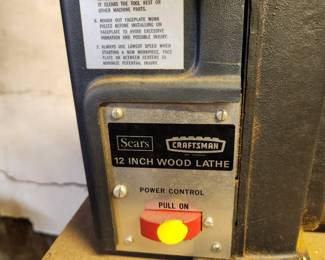 IT CLEARS THE TOOL REST OR
OTHER MACHINE PARTS.
6. ROUGH OUT FACEPLATE WORK
PIECES BEFORE INSTALLING ON
FACEPLATE TO AVOID EXCESSIVE
VIBRATION AND POSSIBLE INJURY.
7. ALWAYS USE LOWEST SPEED WHEN
STARTING A NEW WORKPIECE, FACE
PLATE OR BETWEEN CENTERS TO
MINIMIZE POTENTIAL INJURY.
Sears
CRAFTSMAN
12 INCH WOOD LATHE
POWER CONTROL
PULL ON